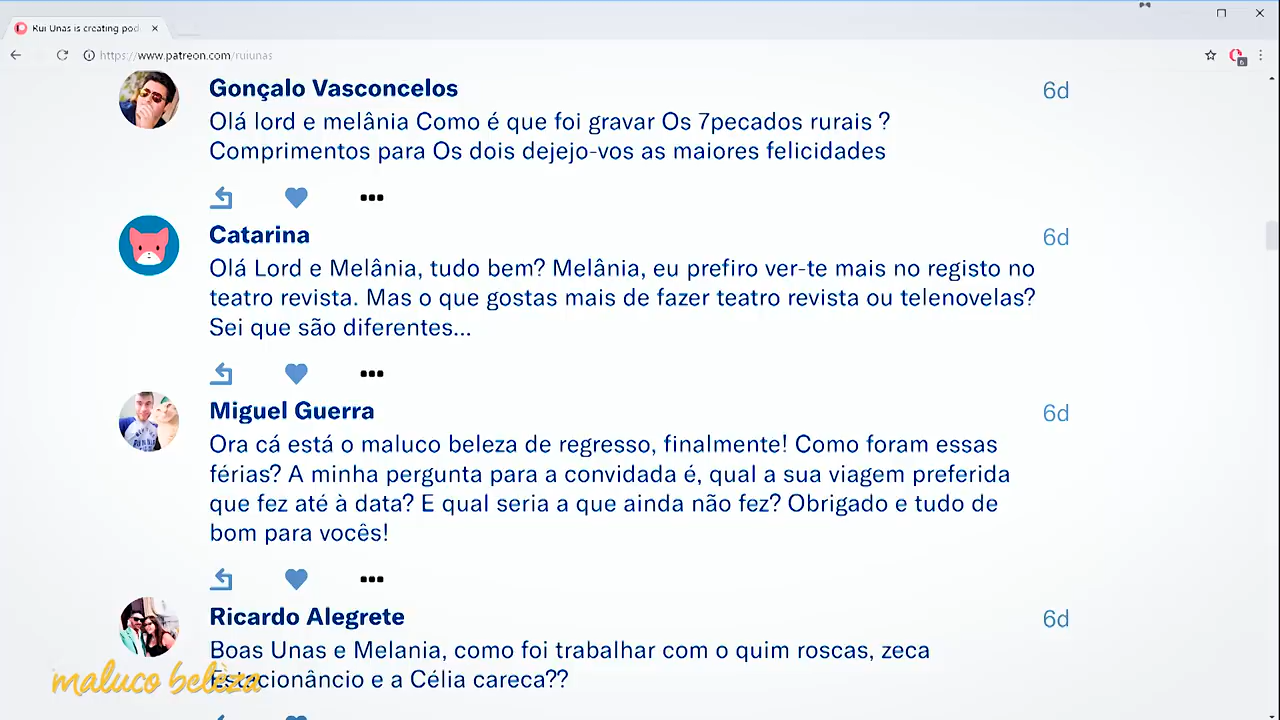 Rui Unas is creating pod
https://www.patreon.com/ruiunas
Gonçalo Vasconcelos
6d
Olá lord e melânia Como é que foi gravar Os 7pecados rurais ?
Comprimentos para Os dois dejejo-vos as maiores felicidades
Catarina
6d
Olá Lord e Melânia, tudo bem? Melânia, eu prefiro ver-te mais no registo no
teatro revista. Mas o que gostas mais de fazer teatro revista ou telenovelas?
Sei que são diferentes...
Miguel Guerra
6d
Ora cá está o maluco beleza de regresso, finalmente! Como foram essas
férias? A minha pergunta para a convidada é, qual a sua viagem preferida
que fez até à data? E qual seria a que ainda não fez? Obrigado e tudo de
bom para vocês!
Ricardo Alegrete
6d
Boas Unas e Melania, como foi trabalhar com o quim roscas, zeca
Estacionâncio e a Célia careca??
maluco beleza